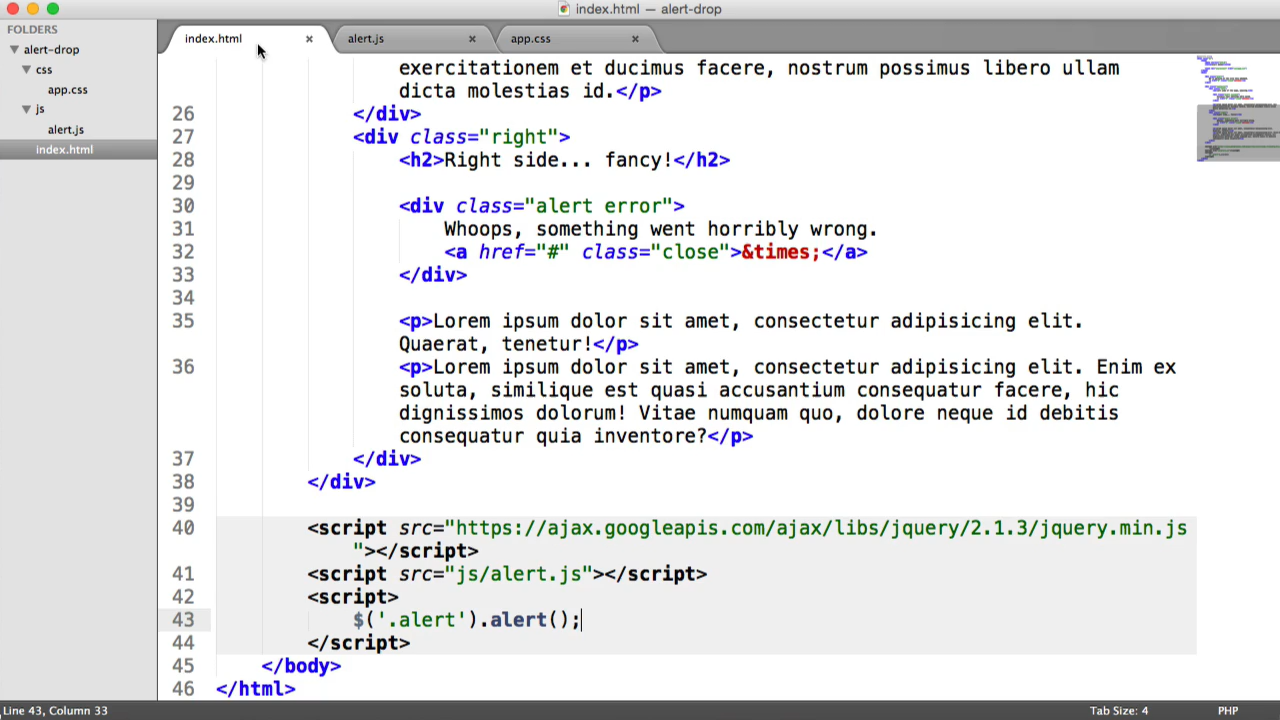 index.html — alert-drop
FOLDERS
alert-drop
css
app.css
js
alert.js
index.html
index.html
alert.js
app.css
exercitationem et ducimus facere, nostrum possimus libero ullam
dicta molestias id.</p>
26 </div>
27 <div class="right">
28 <h2>Right side... fancy!</h2>
29
30 <div class="alert error">
31 Whoops, something went horribly wrong.
32 <a href="#" class="close">&times;</a>
33 </div>
34
35 <p>Lorem ipsum dolor sit amet, consectetur adipisicing elit.
Quaerat, tenetur!</p>
36 <p>Lorem ipsum dolor sit amet, consectetur adipisicing elit. Enim ex
soluta, similique est quasi accusantium consequatur facere, hic
dignissimos dolorum! Vitae numquam quo, dolore neque id debitis
consequatur quia inventore?</p>
37 </div>
38 </div>
39
40 <script src="https://ajax.googleapis.com/ajax/libs/jquery/2.1.3/jquery.min.js
"></script>
41 <script src="js/alert.js"></script>
42 <script>
43 $('.alert').alert();
44 </script>
45 </body>
46 </html>
Line 43, Column 33
Tab Size: 4
PHP